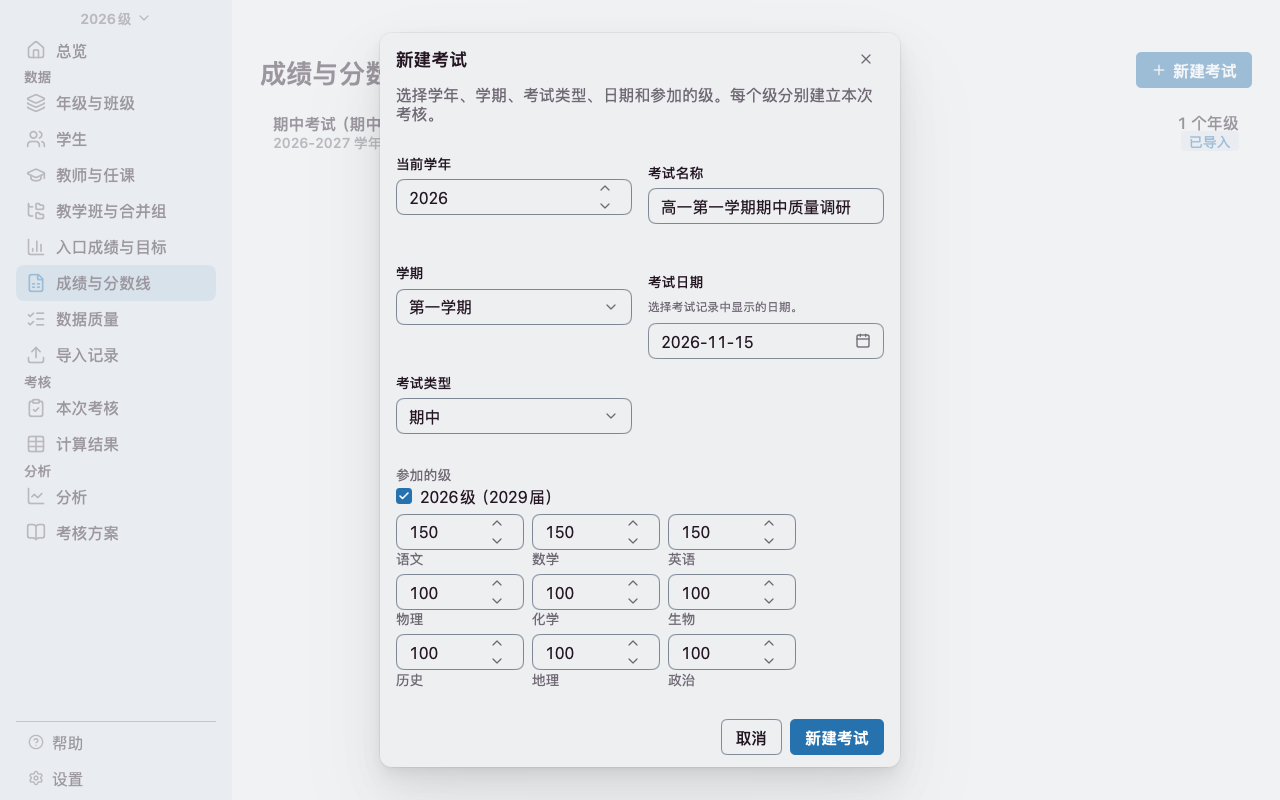 2026级
总览
数据
年级与班级
学生
教师与任课
教学班与合并组
入口成绩与目标
成绩与分数线
数据质量
导入记录
考核
本次考核
计算结果
分析
分析
考核方案
帮助
设置
成绩与分数
新建考试
期中考试（期中
2026-2027 学年
1 个年级
已导入
新建考试
选择学年、学期、考试类型、日期和参加的级。每个级分别建立本次
考核。
当前学年
2026
考试名称
高一第一学期期中质量调研
学期
第一学期
考试日期
选择考试记录中显示的日期。
2026-11-15
考试类型
期中
参加的级
2026级（2029届）
150 150 150
语文 数学 英语
100 100 100
物理 化学 生物
100 100 100
历史 地理 政治
取消 新建考试